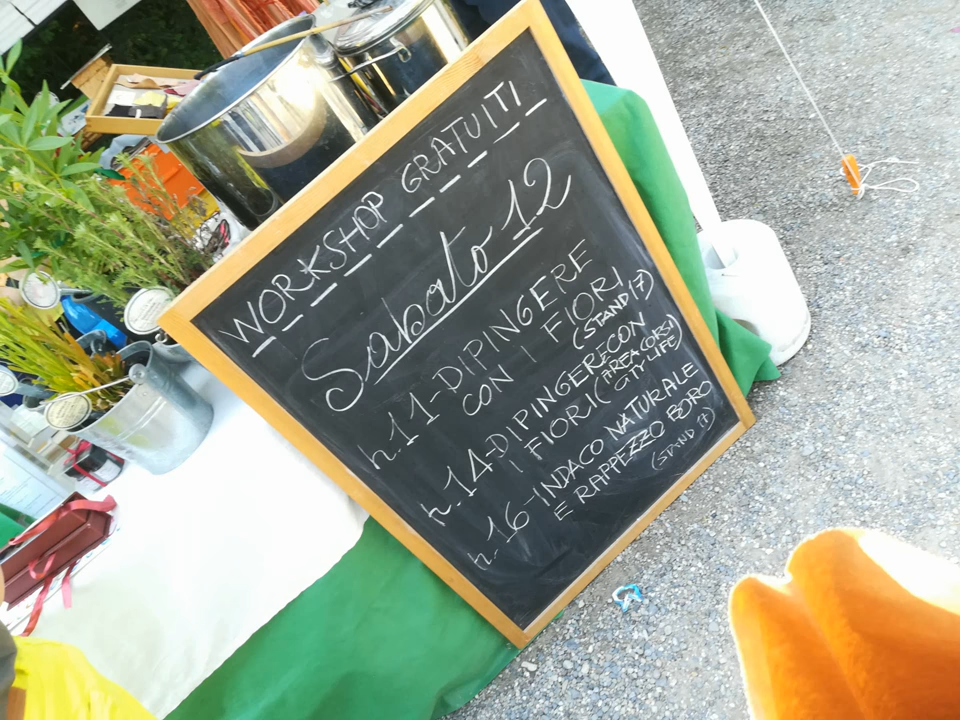 WORKSHOP GRATUITI
Sabato 12
h.11-DIPINGERE
CON I FIORI
(STAND 17)
h.14-DIPINGERE CON
I FIORI (AREA CORSI
CITY LIFE)
h.16-INDACO NATURALE
E RAPPEZZO BORO
(STAND 17)